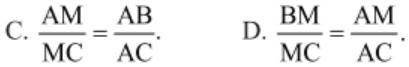 C. AM/MC = AB/AC. D. BM/MC = AM/AC.